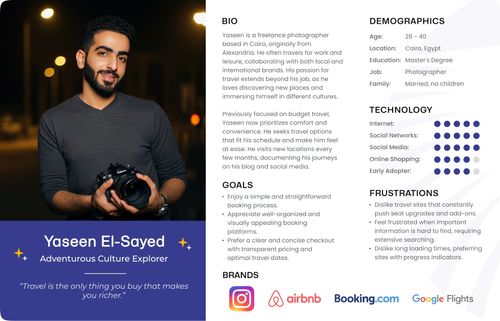 Yaseen El-Sayed
Adventurous Culture Explorer
“Travel is the only thing you buy that makes
you richer.”
BIO
Yaseen is a freelance photographer
based in Cairo, originally from
Alexandria. He often travels for work and
leisure, collaborating with both local and
international brands. His passion for
travel extends beyond his job, as he
loves discovering new places and
immersing himself in different cultures.
Previously focused on budget travel,
Yaseen now prioritizes comfort and
convenience. He seeks travel options
that fit his schedule and make him feel
at ease. He visits new locations every
few months, documenting his journeys
on his blog and social media.
GOALS
• Enjoy a simple and straightforward
booking process.
• Appreciate well-organized and
visually appealing booking
platforms.
• Prefer a clear and concise checkout
with transparent pricing and
optimal travel dates.
BRANDS
airbnb
Booking.com
Google Flights
DEMOGRAPHICS
Age: 28 - 40
Location: Cairo, Egypt
Education: Master's Degree
Job: Photographer
Family: Married, no children
TECHNOLOGY
Internet:
Social Networks:
Social Media:
Online Shopping:
Early Adopter:
FRUSTRATIONS
• Dislike travel sites that constantly
push seat upgrades and add-ons.
• Feel frustrated when important
information is hard to find, requiring
extensive searching.
• Dislike long loading times, preferring
sites with progress indicators.